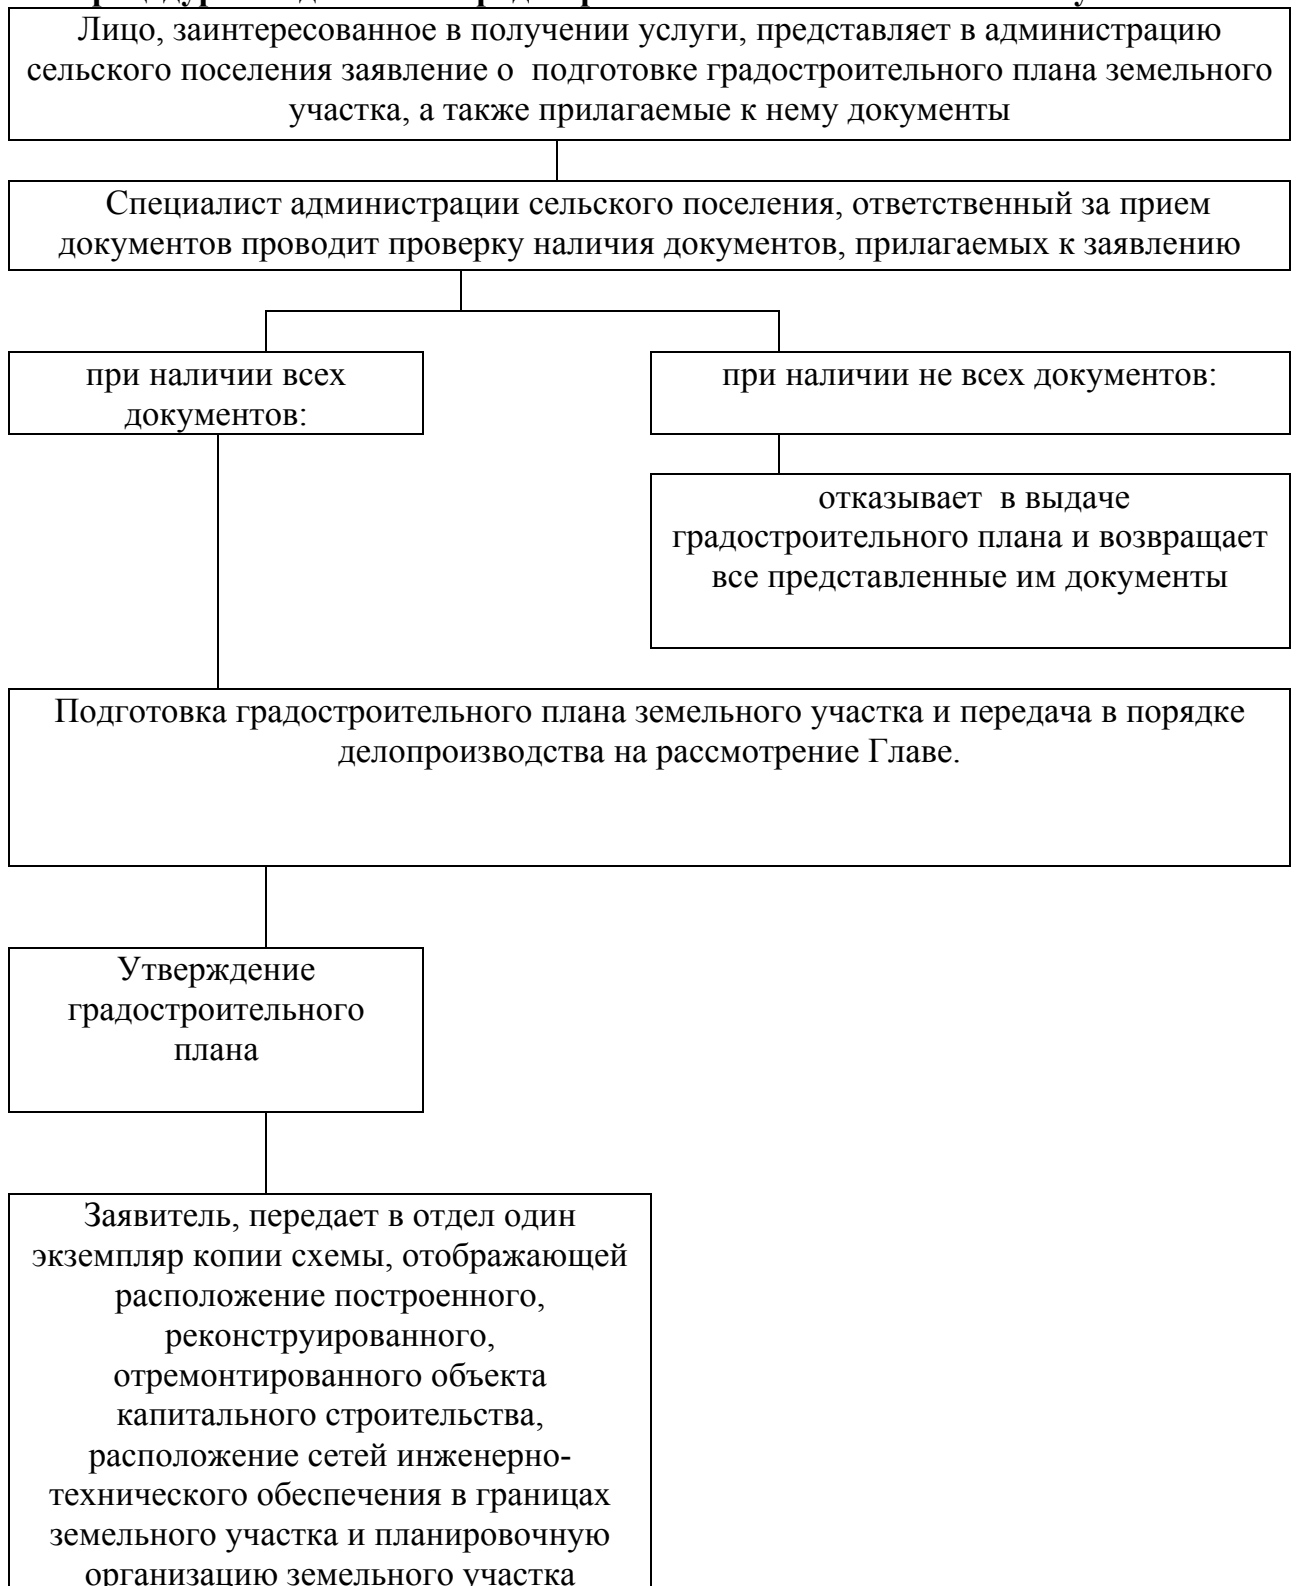 Лицо, заинтересованное в получении услуги, представляет в администрацию
сельского поселения заявление о  подготовке градостроительного плана земельного
участка, а также прилагаемые к нему документы
Специалист администрации сельского поселения, ответственный за прием
документов проводит проверку наличия документов, прилагаемых к заявлению
при наличии всех
документов:
при наличии не всех документов:
отказывает  в выдаче
градостроительного плана и возвращает
все представленные им документы
Подготовка градостроительного плана земельного участка и передача в порядке
делопроизводства на рассмотрение Главе.
Утверждение
градостроительного
плана
Заявитель, передает в отдел один
экземпляр копии схемы, отображающей
расположение построенного,
реконструированного,
отремонтированного объекта
капитального строительства,
расположение сетей инженерно-
технического обеспечения в границах
земельного участка и планировочную
организацию земельного участка